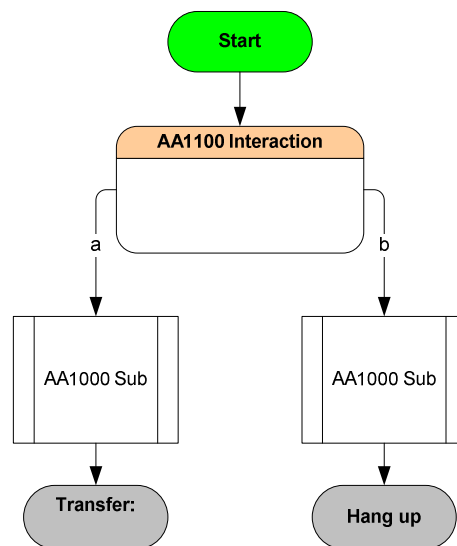 Start
AA1100 Interaction
a
b
AA1000 Sub
AA1000 Sub
Transfer:
Hang up